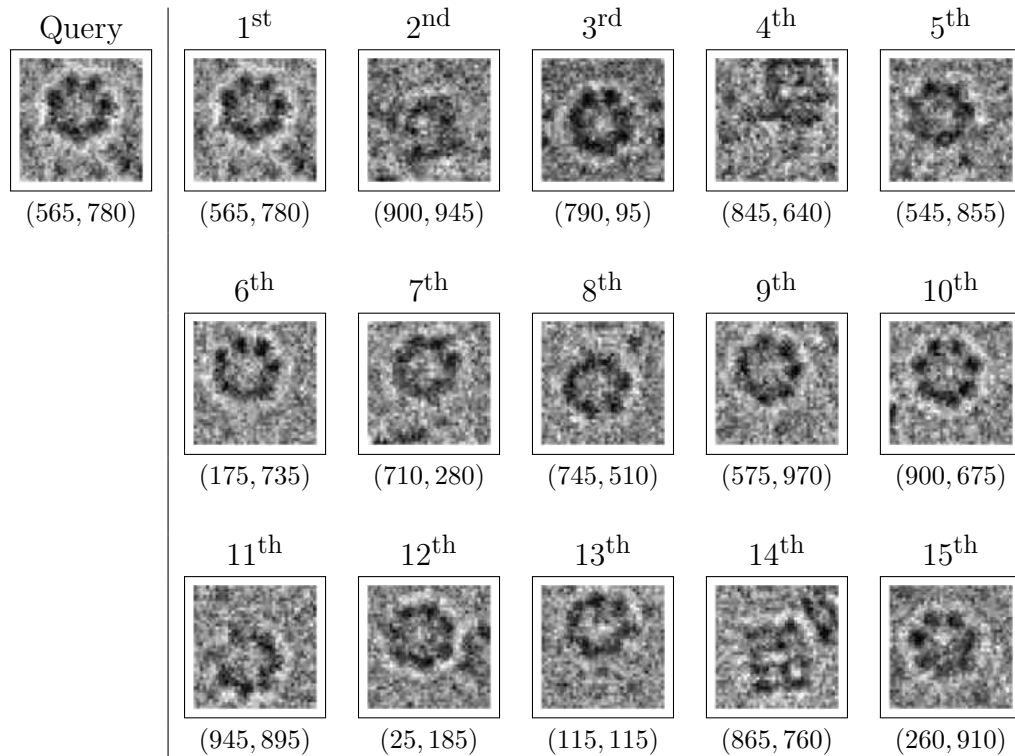 Query 1st 2nd 3rd 4th 5th
(565, 780) (565, 780) (900, 945) (790, 95) (845, 640) (545, 855)
6th 7th 8th 9th 10th
(175, 735) (710, 280) (745, 510) (575, 970) (900, 675)
11th 12th 13th 14th 15th
(945, 895) (25, 185) (115, 115) (865, 760) (260, 910)